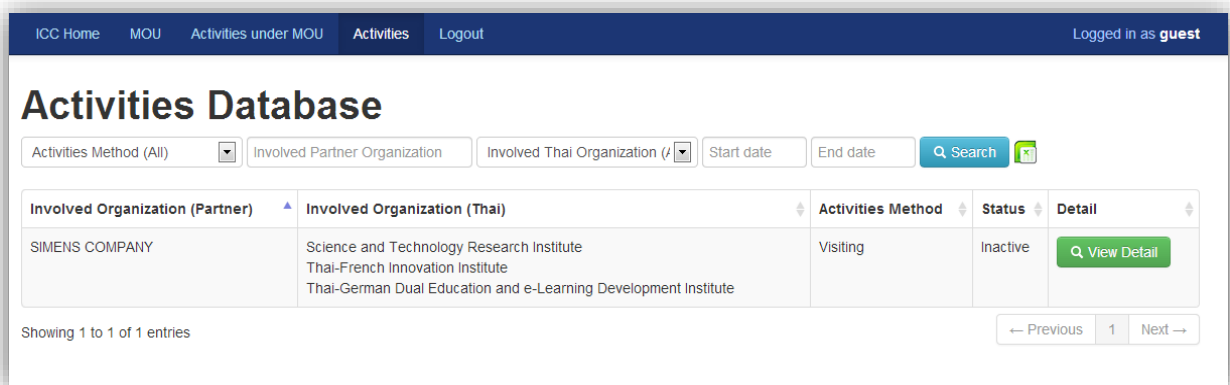 ICC Home MOU Activities under MOU Activities Logout Logged in as guest
Activities Database
Activities Method (All) Involved Partner Organization Involved Thai Organization (A Start date End date Search
Involved Organization (Partner) Involved Organization (Thai) Activities Method Status Detail
SIMENS COMPANY Science and Technology Research Institute Visiting Inactive View Detail
Thai-French Innovation Institute
Thai-German Dual Education and e-Learning Development Institute
Showing 1 to 1 of 1 entries ← Previous 1 Next →